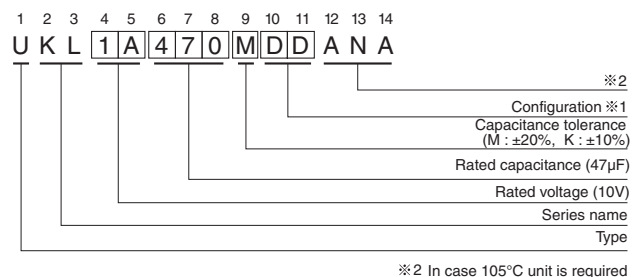 1 2 3 4 5 6 7 8 9 10 11 12 13 14
U K L 1 A 4 7 0 M D D A N A
※2
Configuration ※1
Capacitance tolerance
(M : ±20%, K : ±10%)
Rated capacitance (47µF)
Rated voltage (10V)
Series name
Type
※2 In case 105°C unit is required